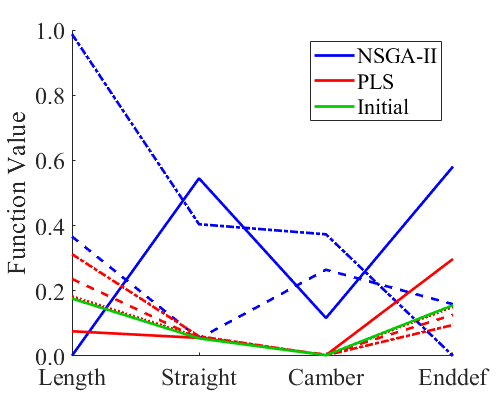 1.0
0.8
0.6
0.4
0.2
0.0
Function Value
NSGA-II
PLS
Initial
Length Straight Camber Enddef